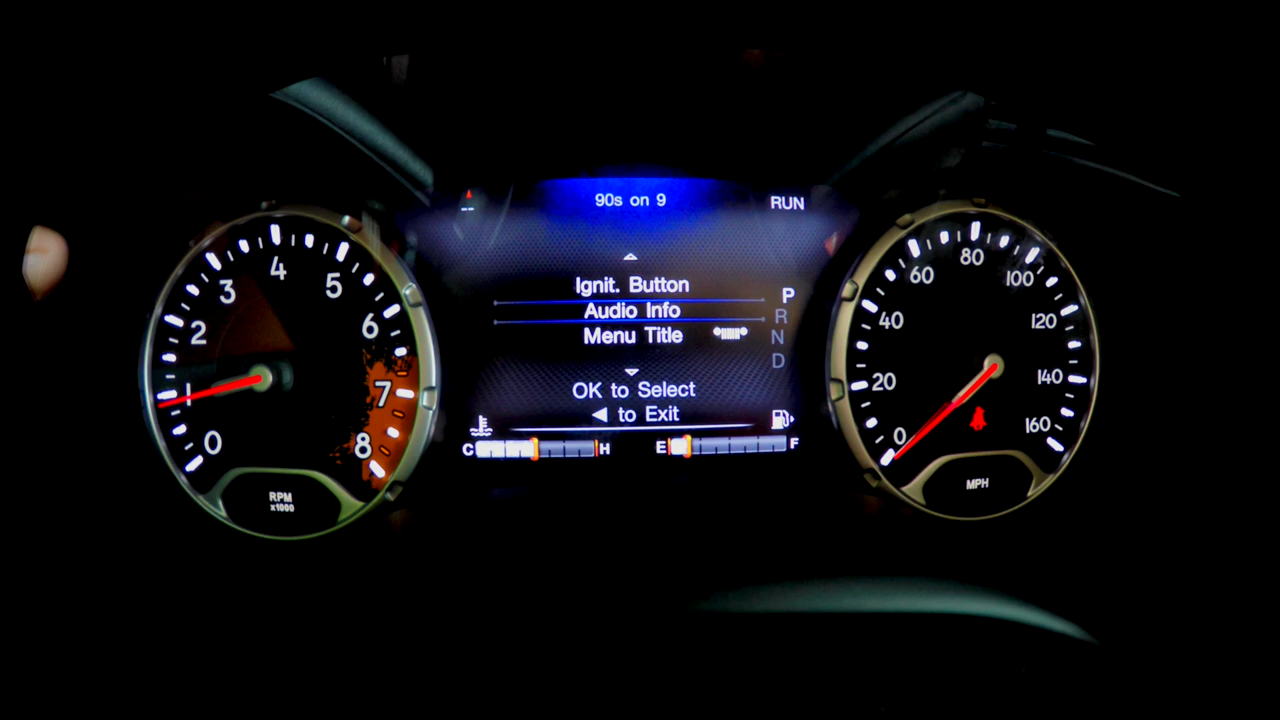 90s on 9
RUN
Ignit. Button
Audio Info
Menu Title
OK to Select
◀ to Exit
P
R
N
D
C H
E F
0
1
2
3
4
5
6
7
8
RPM
x1000
0
20
40
60
80
100
120
140
160
MPH